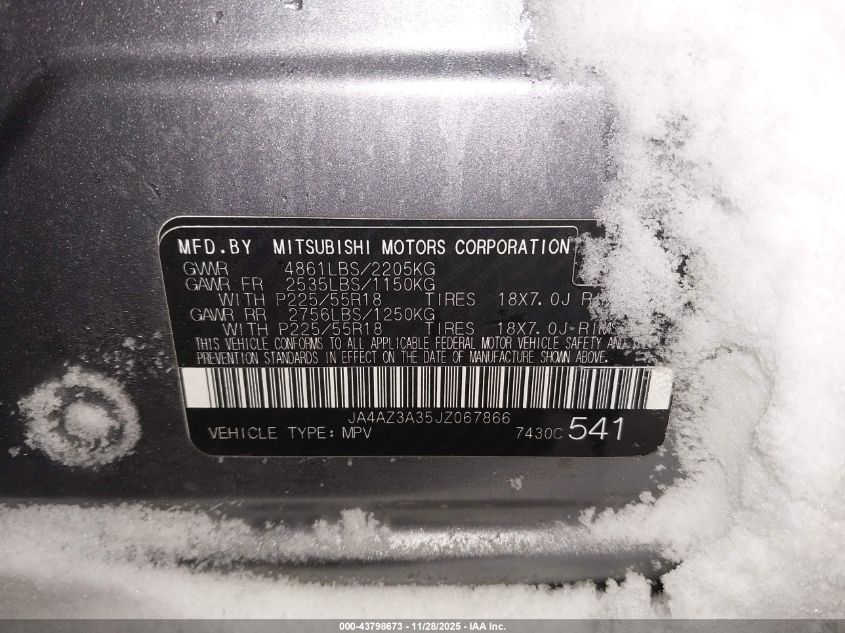 MFD.BY MITSUBISHI MOTORS CORPORATION
GVWR 4861LBS/2205KG
GAWR FR 2535LBS/1150KG
WITH P225/55R18 TIRES 18X7.0J
GAWR RR 2756LBS/1250KG
WITH P225/55R18 TIRES 18X7.0J-RIMS
THIS VEHICLE CONFORMS TO ALL APPLICABLE FEDERAL MOTOR VEHICLE SAFETY AND
PREVENTION STANDARDS IN EFFECT ON THE DATE OF MANUFACTURE SHOWN ABOVE.
JA4AZ3A35JZ067866
VEHICLE TYPE: MPV 7430C 541
000-43798673 - 11/28/2025 - IAA Inc.